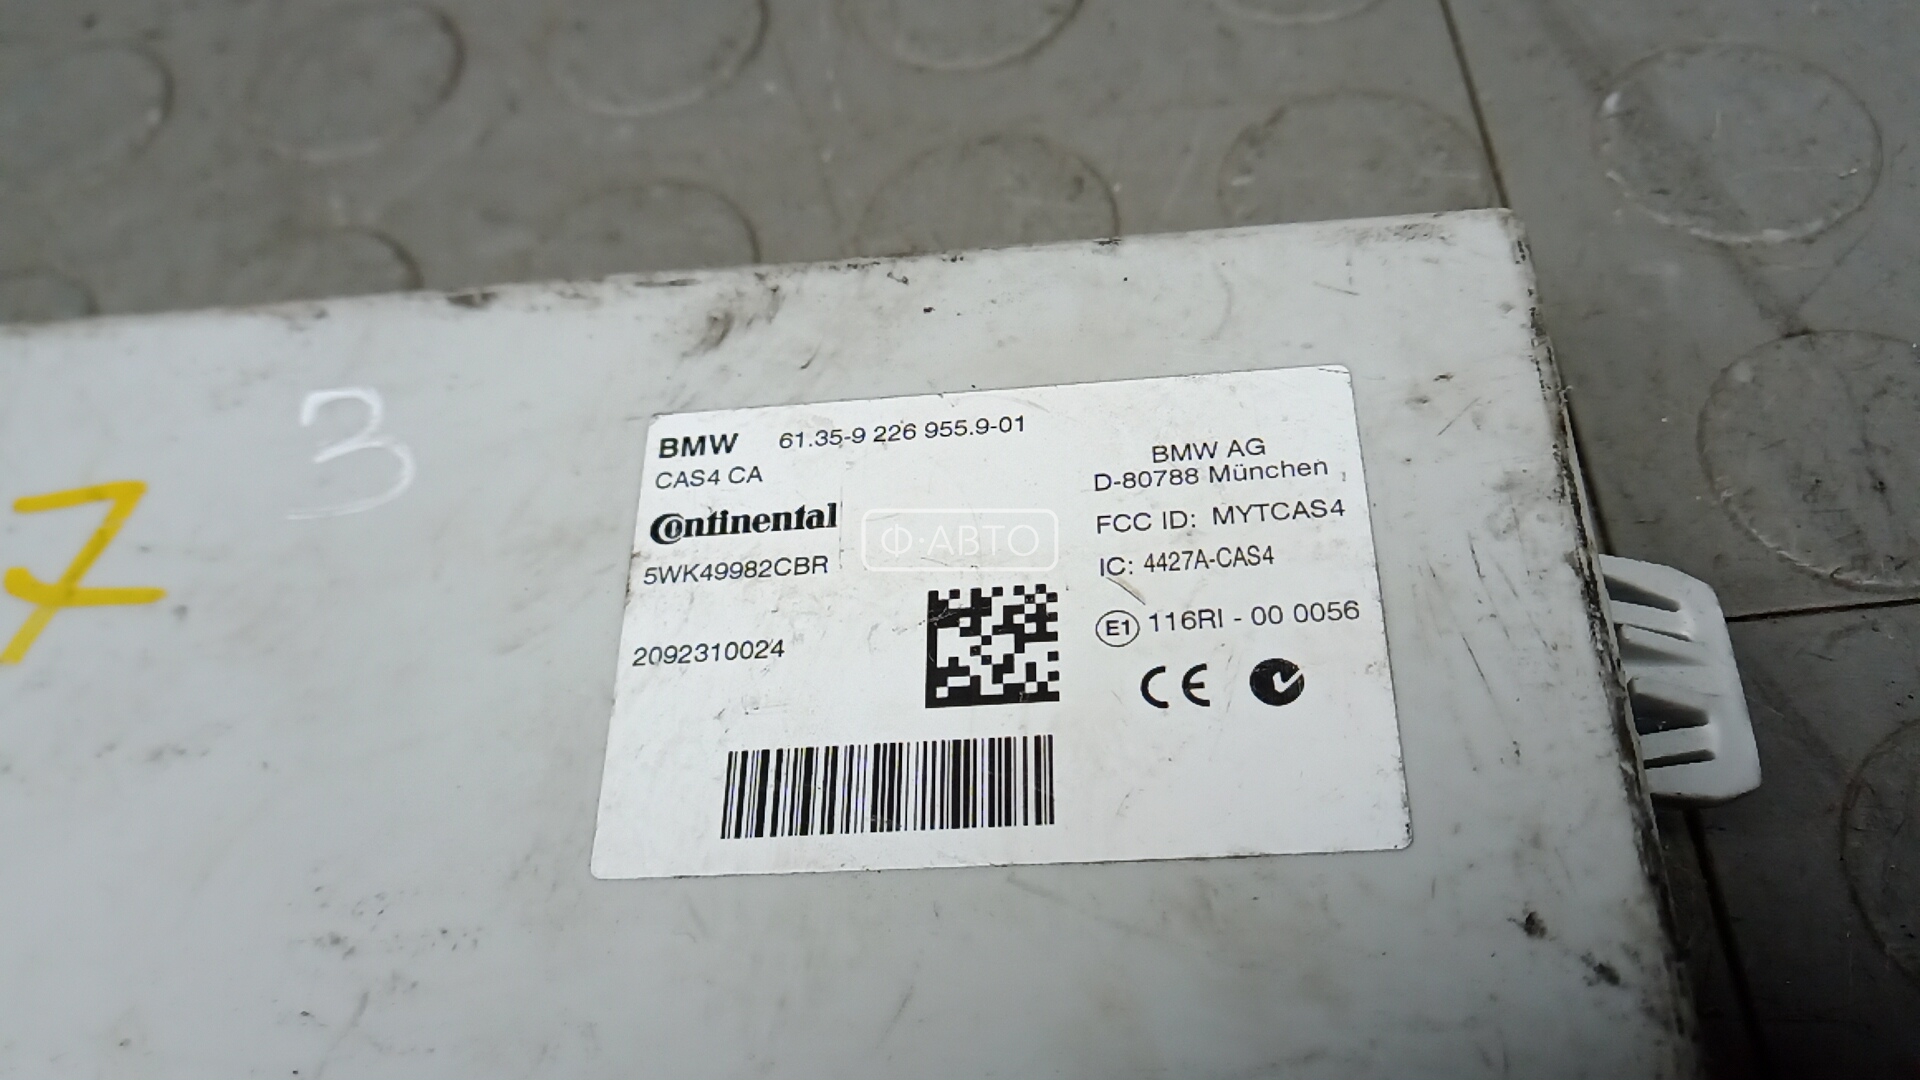 7
3
BMW 61.35-9 226 955.9-01
CAS4 CA
Continental
5WK49982CBR
2092310024
BMW AG
D-80788 München
FCC ID: MYTCAS4
IC: 4427A-CAS4
E1 116RI - 00 0056
CE
Ф·АВТО